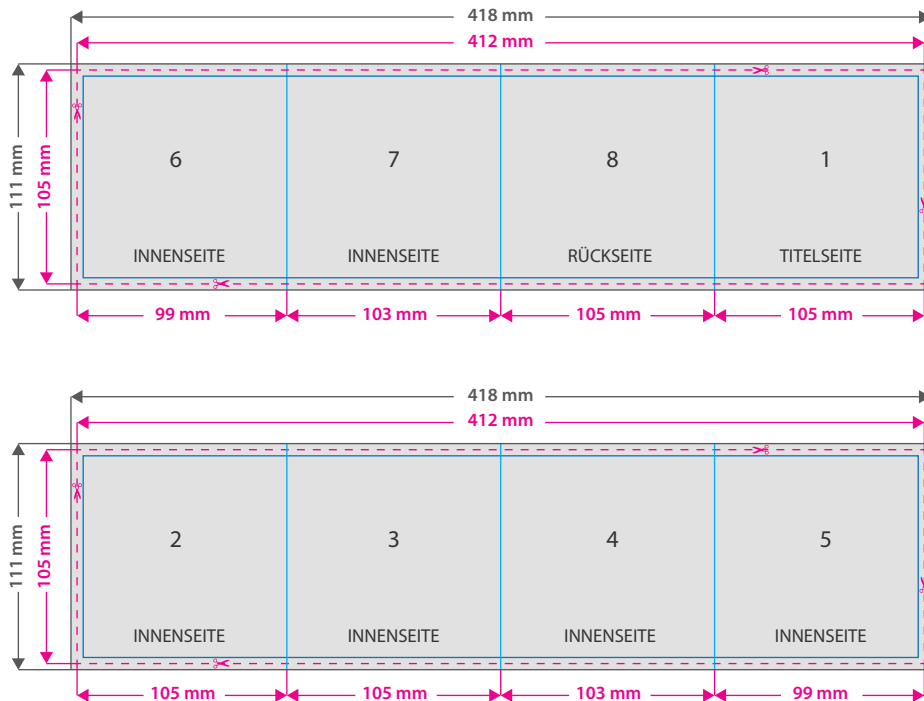 418 mm
412 mm
111 mm
105 mm
6 7 8 1
INNENSEITE INNENSEITE RÜCKSEITE TITELSEITE
99 mm 103 mm 105 mm 105 mm
418 mm
412 mm
111 mm
105 mm
2 3 4 5
INNENSEITE INNENSEITE INNENSEITE INNENSEITE
105 mm 105 mm 103 mm 99 mm